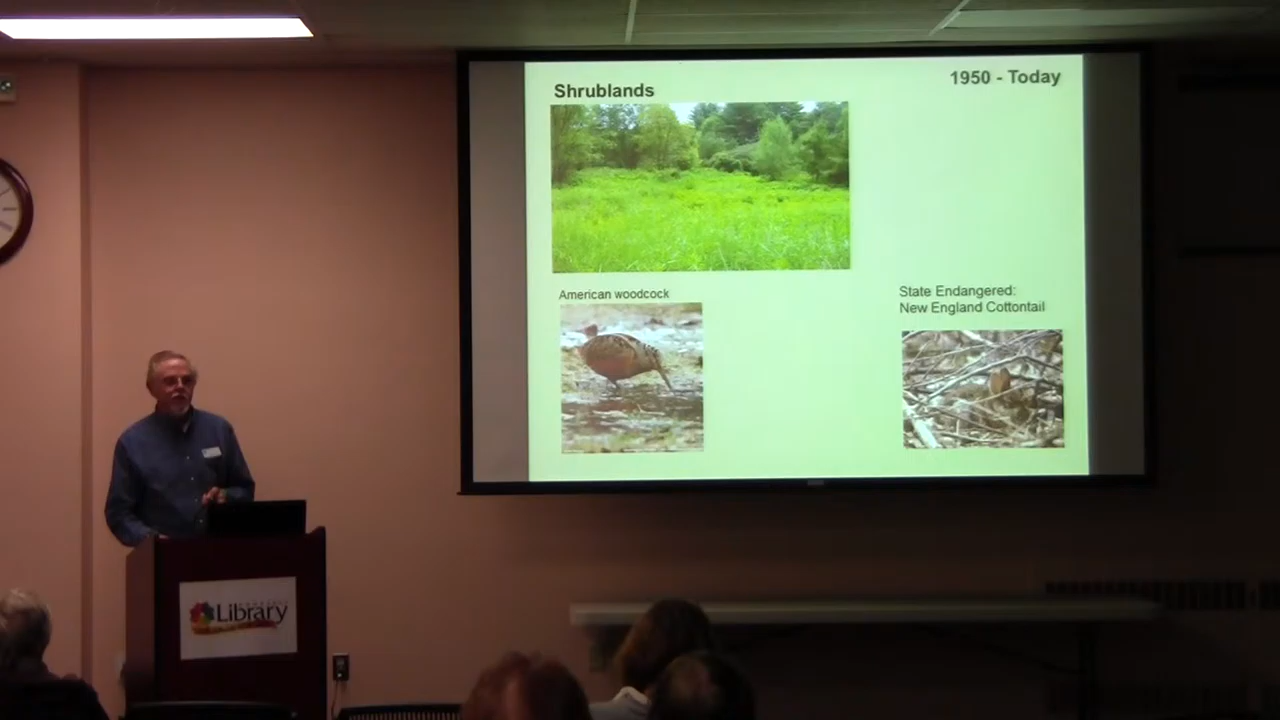 Shrublands
1950 - Today
American woodcock
State Endangered:
New England Cottontail
Library